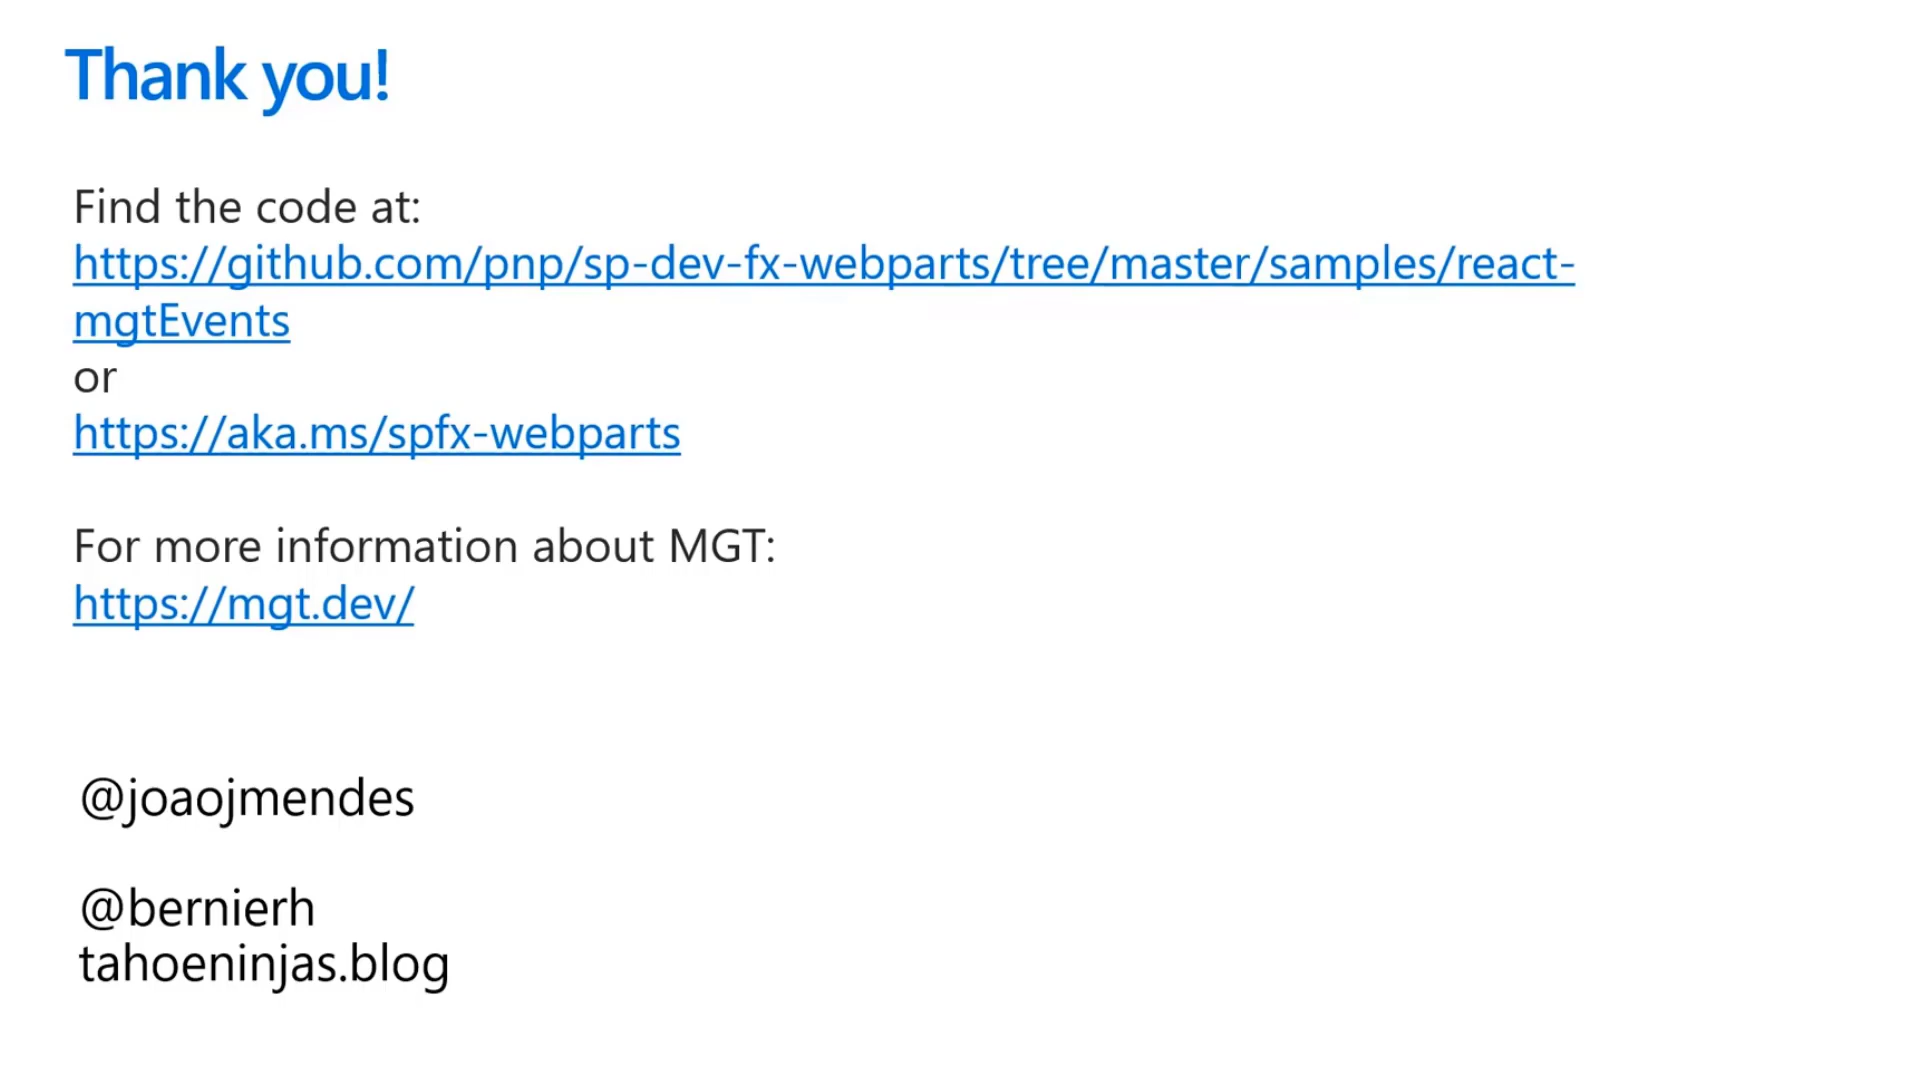 Thank you!
Find the code at:
https://github.com/pnp/sp-dev-fx-webparts/tree/master/samples/react-
mgtEvents
or
https://aka.ms/spfx-webparts
For more information about MGT:
https://mgt.dev/
@joaojmendes
@bernierh
tahoeninjas.blog